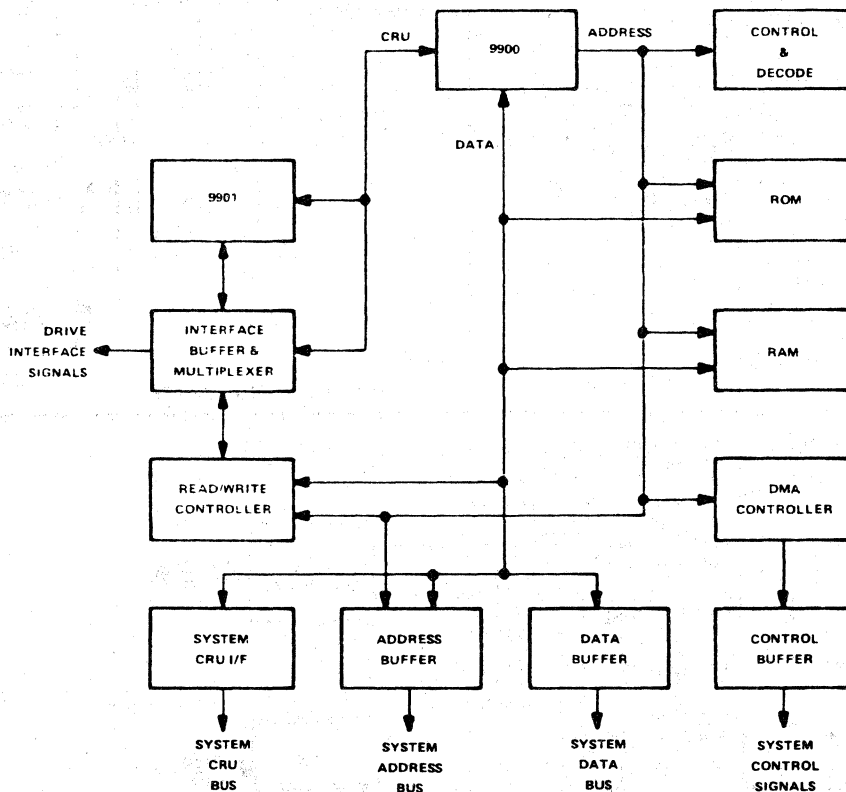 CRU
9900
ADDRESS
CONTROL
&
DECODE
DATA
9901
ROM
DRIVE
INTERFACE
SIGNALS
INTERFACE
BUFFER &
MULTIPLEXER
RAM
READ/WRITE
CONTROLLER
DMA
CONTROLLER
SYSTEM
CRU I/F
ADDRESS
BUFFER
DATA
BUFFER
CONTROL
BUFFER
SYSTEM
CRU
BUS
SYSTEM
ADDRESS
BUS
SYSTEM
DATA
BUS
SYSTEM
CONTROL
SIGNALS